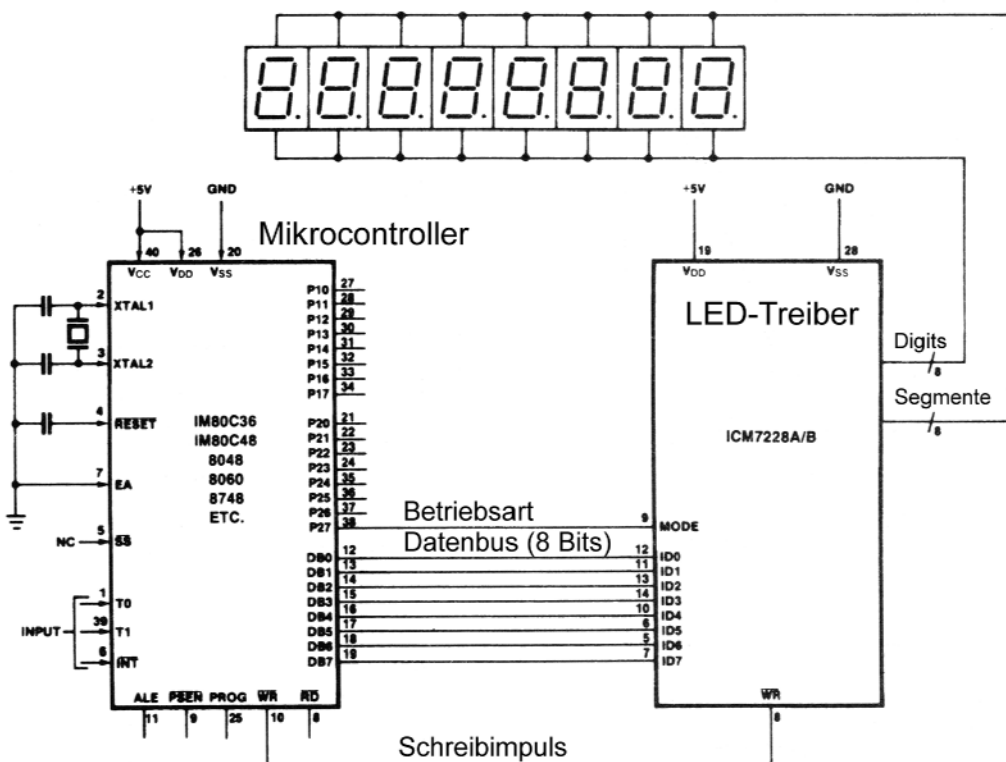 +5V
GND
Mikrocontroller
40
26
20
VCC
VDD
VSS
2
XTAL1
3
XTAL2
4
RESET
7
EA
5
NC
SS
1
T0
39
INPUT
T1
6
INT
IM80C36
IM80C48
8048
8060
8748
ETC.
P10 27
P11 28
P12 29
P13 30
P14 31
P15 32
P16 33
P17 34
P20 21
P21 22
P22 23
P23 24
P24 35
P25 36
P26 37
P27 38
DB0 12
DB1 13
DB2 14
DB3 15
DB4 16
DB5 17
DB6 18
DB7 19
ALE PSEN PROG WR RD
11 9 25 10 8
Betriebsart
Datenbus (8 Bits)
Schreibimpuls
+5V
GND
19
28
VDD
VSS
LED-Treiber
ICM7228A/B
9 MODE
12 ID0
11 ID1
13 ID2
14 ID3
10 ID4
6 ID5
5 ID6
7 ID7
WR
8
Digits
8
Segmente
8